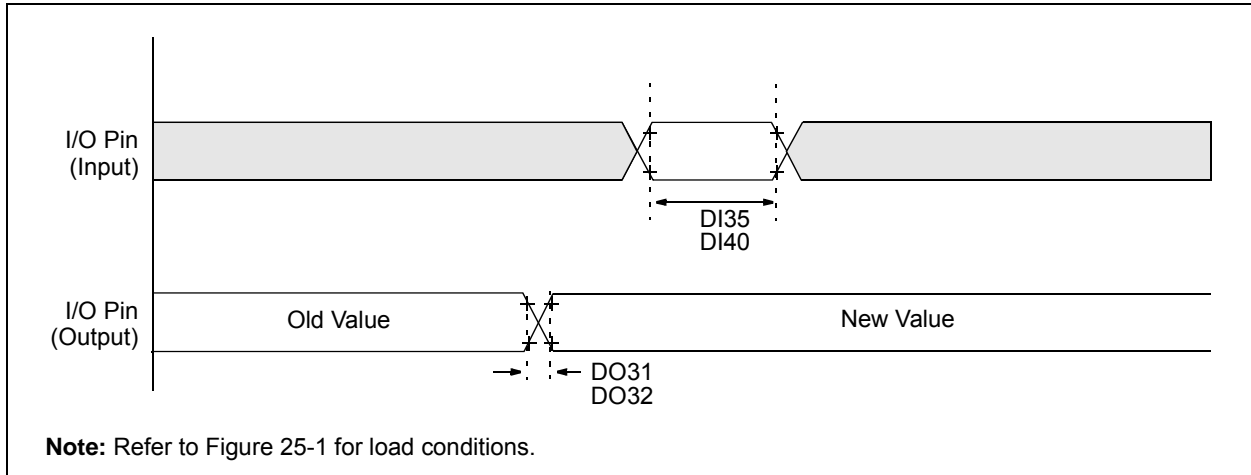 I/O Pin
(Input)
DI35
DI40
I/O Pin
(Output)
Old Value
New Value
DO31
DO32
Note: Refer to Figure 25-1 for load conditions.